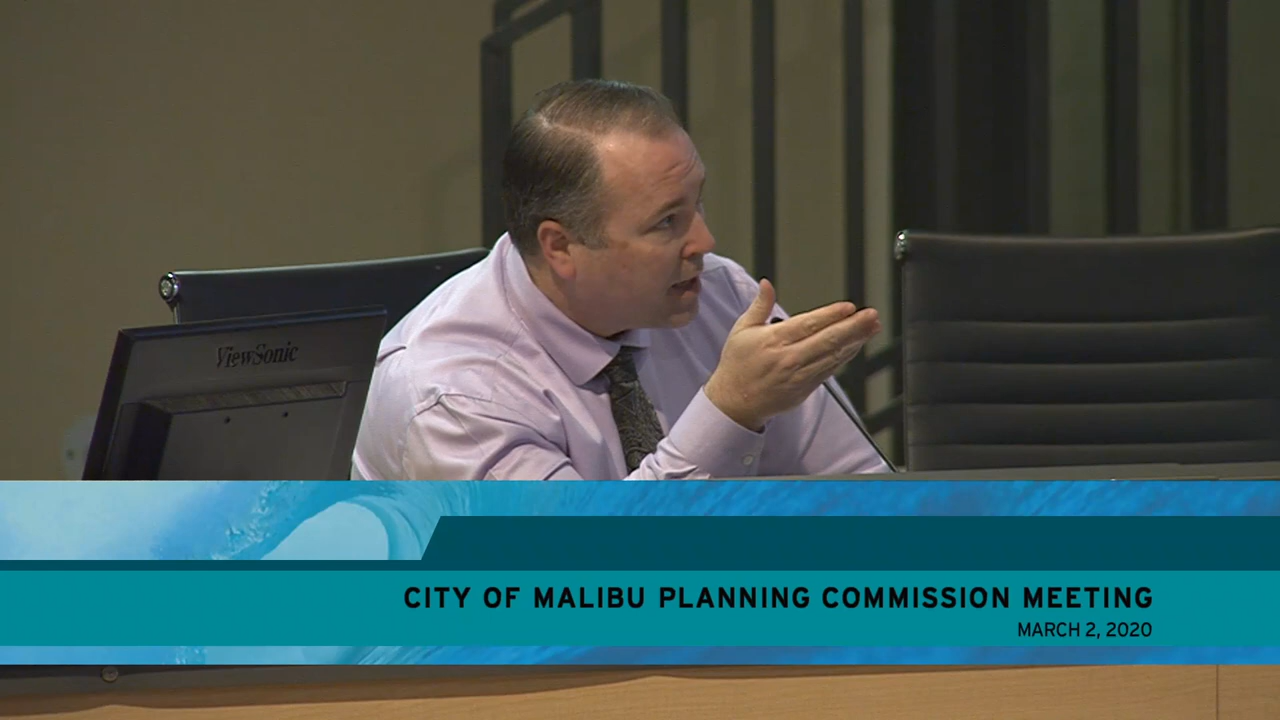 ViewSonic
CITY OF MALIBU PLANNING COMMISSION MEETING
MARCH 2, 2020